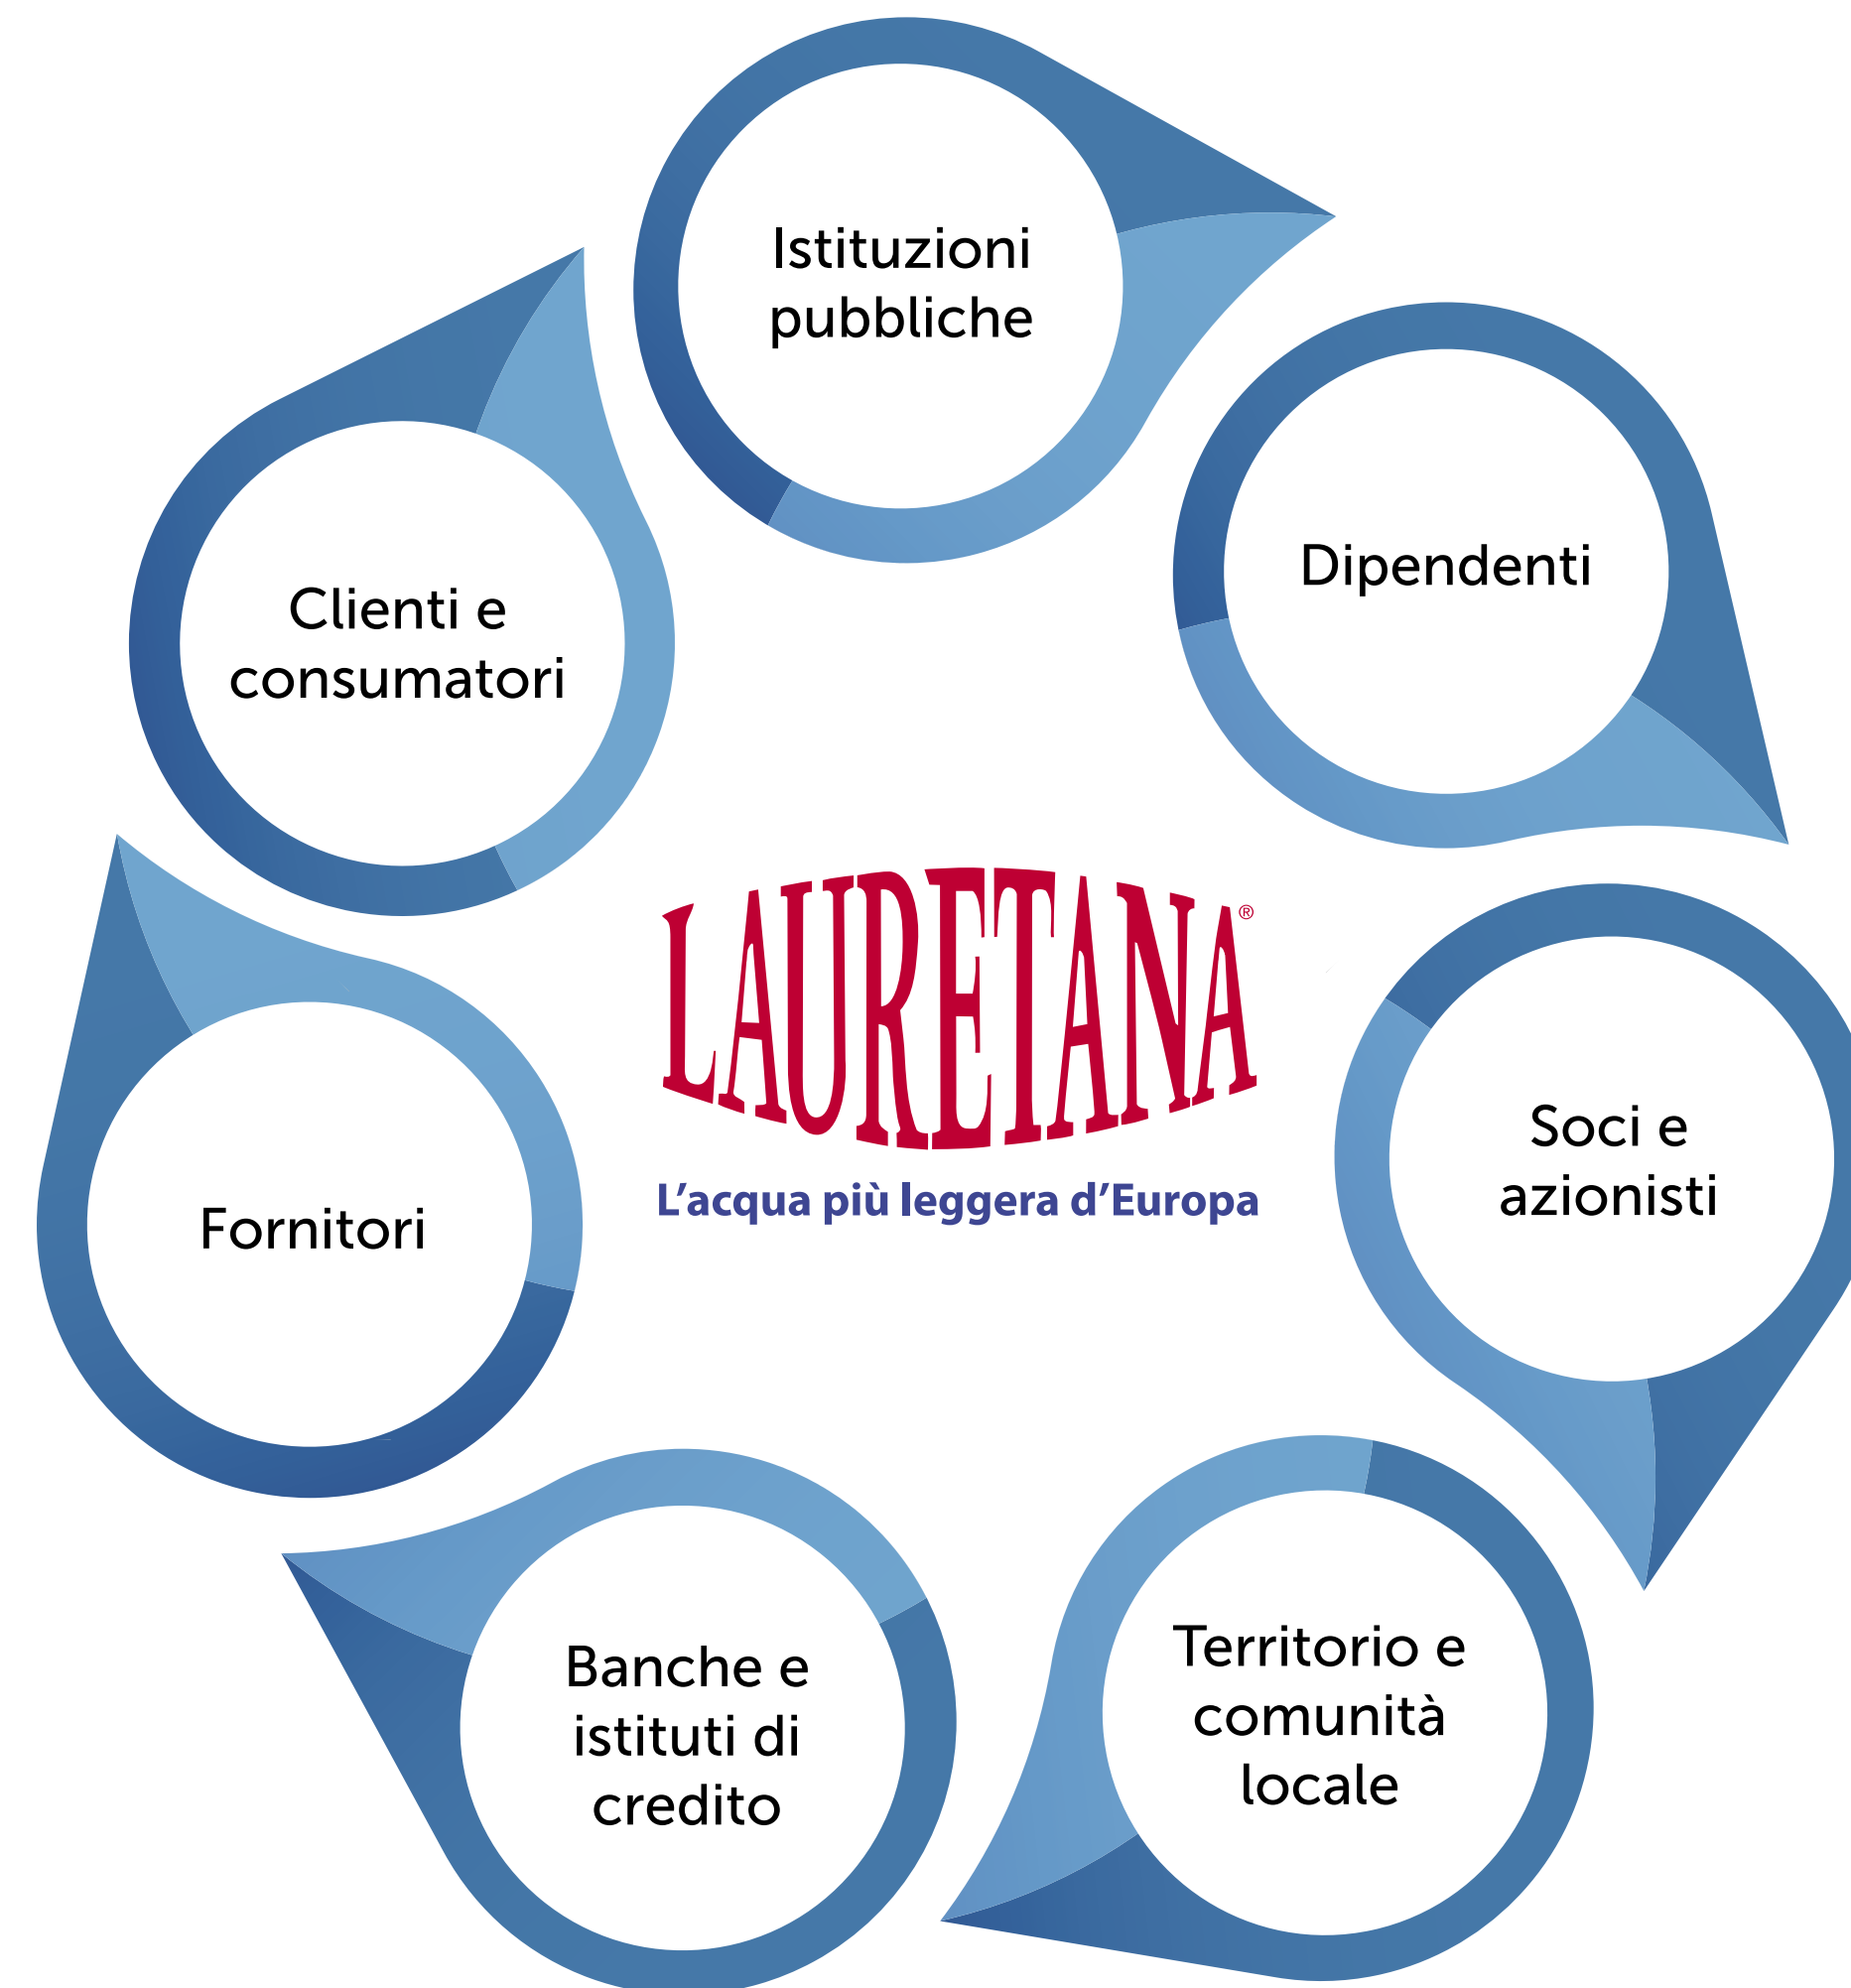 Istituzioni
pubbliche
Dipendenti
Clienti e
consumatori
LAURETANA®
L'acqua più leggera d'Europa
Soci e
azionisti
Fornitori
Territorio e
comunità
locale
Banche e
istituti di
credito